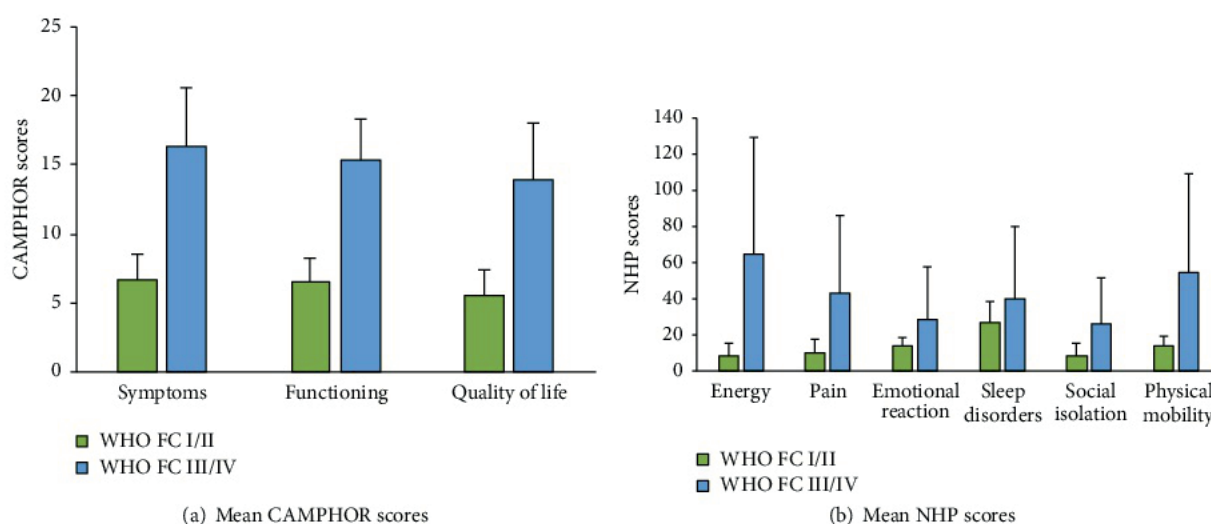 25
20
15
10
5
0
CAMPHOR scores
Symptoms Functioning Quality of life
WHO FC I/II
WHO FC III/IV
(a) Mean CAMPHOR scores
140
120
100
80
60
40
20
0
NHP scores
Energy Pain Emotional reaction Sleep disorders Social isolation Physical mobility
WHO FC I/II
WHO FC III/IV
(b) Mean NHP scores